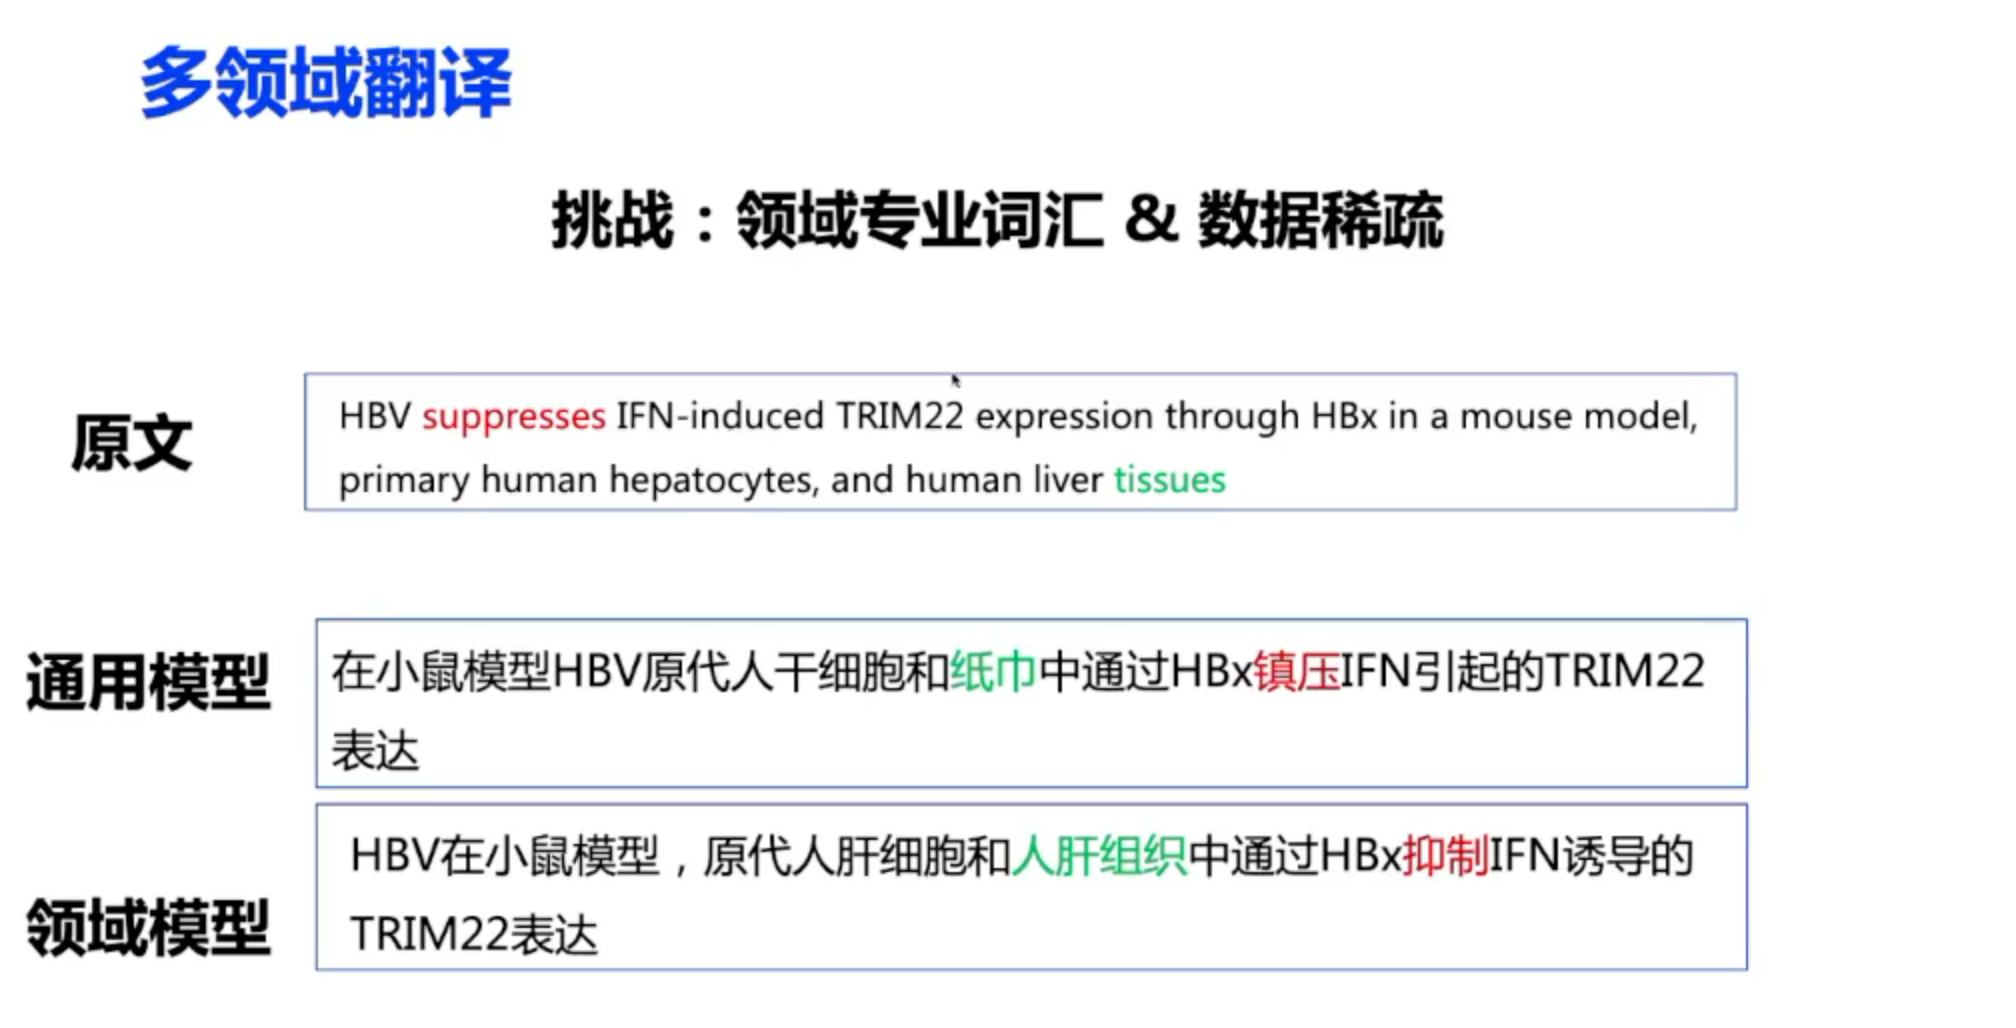 多领域翻译
挑战：领域专业词汇 & 数据稀疏
原文
HBV suppresses IFN-induced TRIM22 expression through HBx in a mouse model,
primary human hepatocytes, and human liver tissues
通用模型
在小鼠模型HBV原代人干细胞和纸巾中通过HBx镇压IFN引起的TRIM22
表达
领域模型
HBV在小鼠模型，原代人肝细胞和人肝组织中通过HBx抑制IFN诱导的
TRIM22表达